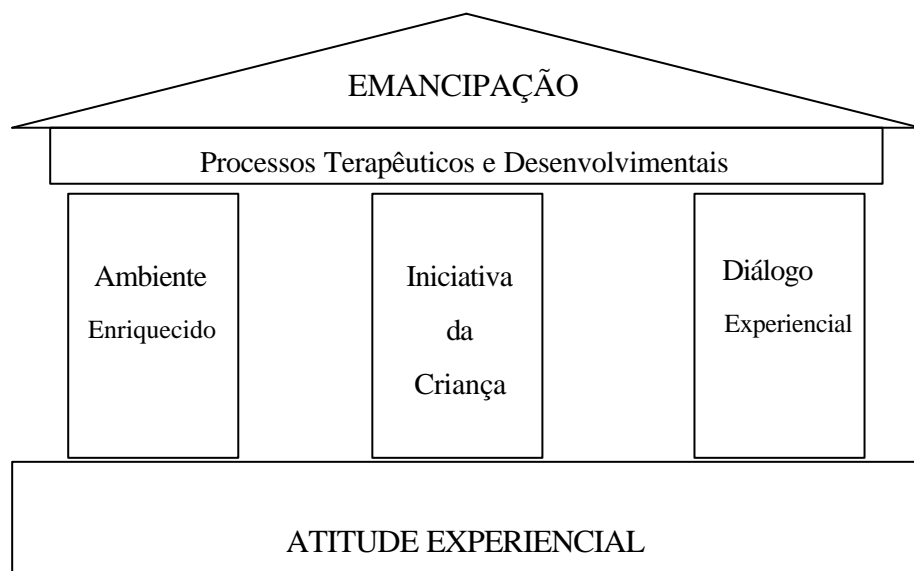 EMANCIPAÇÃO
Processos Terapêuticos e Desenvolvimentais
Ambiente
Enriquecido
Iniciativa
da
Criança
Diálogo
Experiencial
ATITUDE EXPERIENCIAL